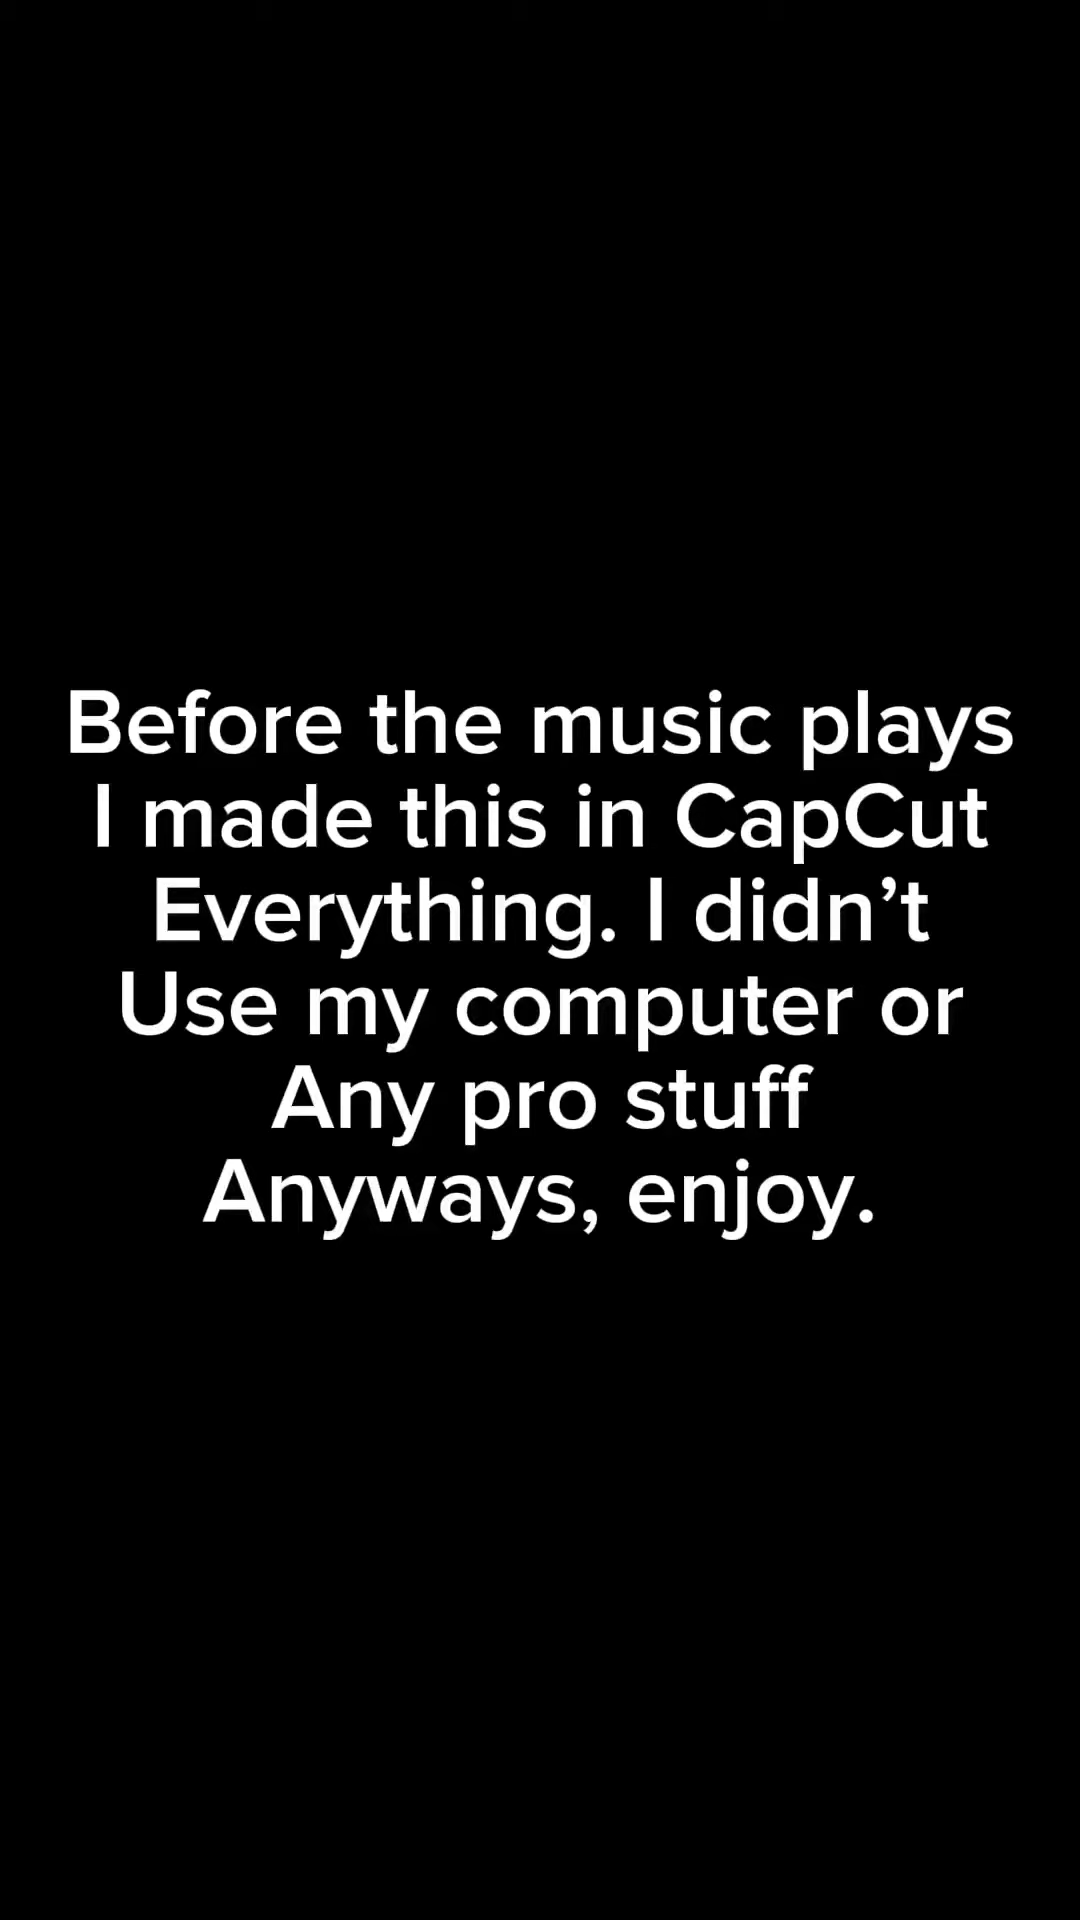 Before the music plays
I made this in CapCut
Everything. I didn’t
Use my computer or
Any pro stuff
Anyways, enjoy.